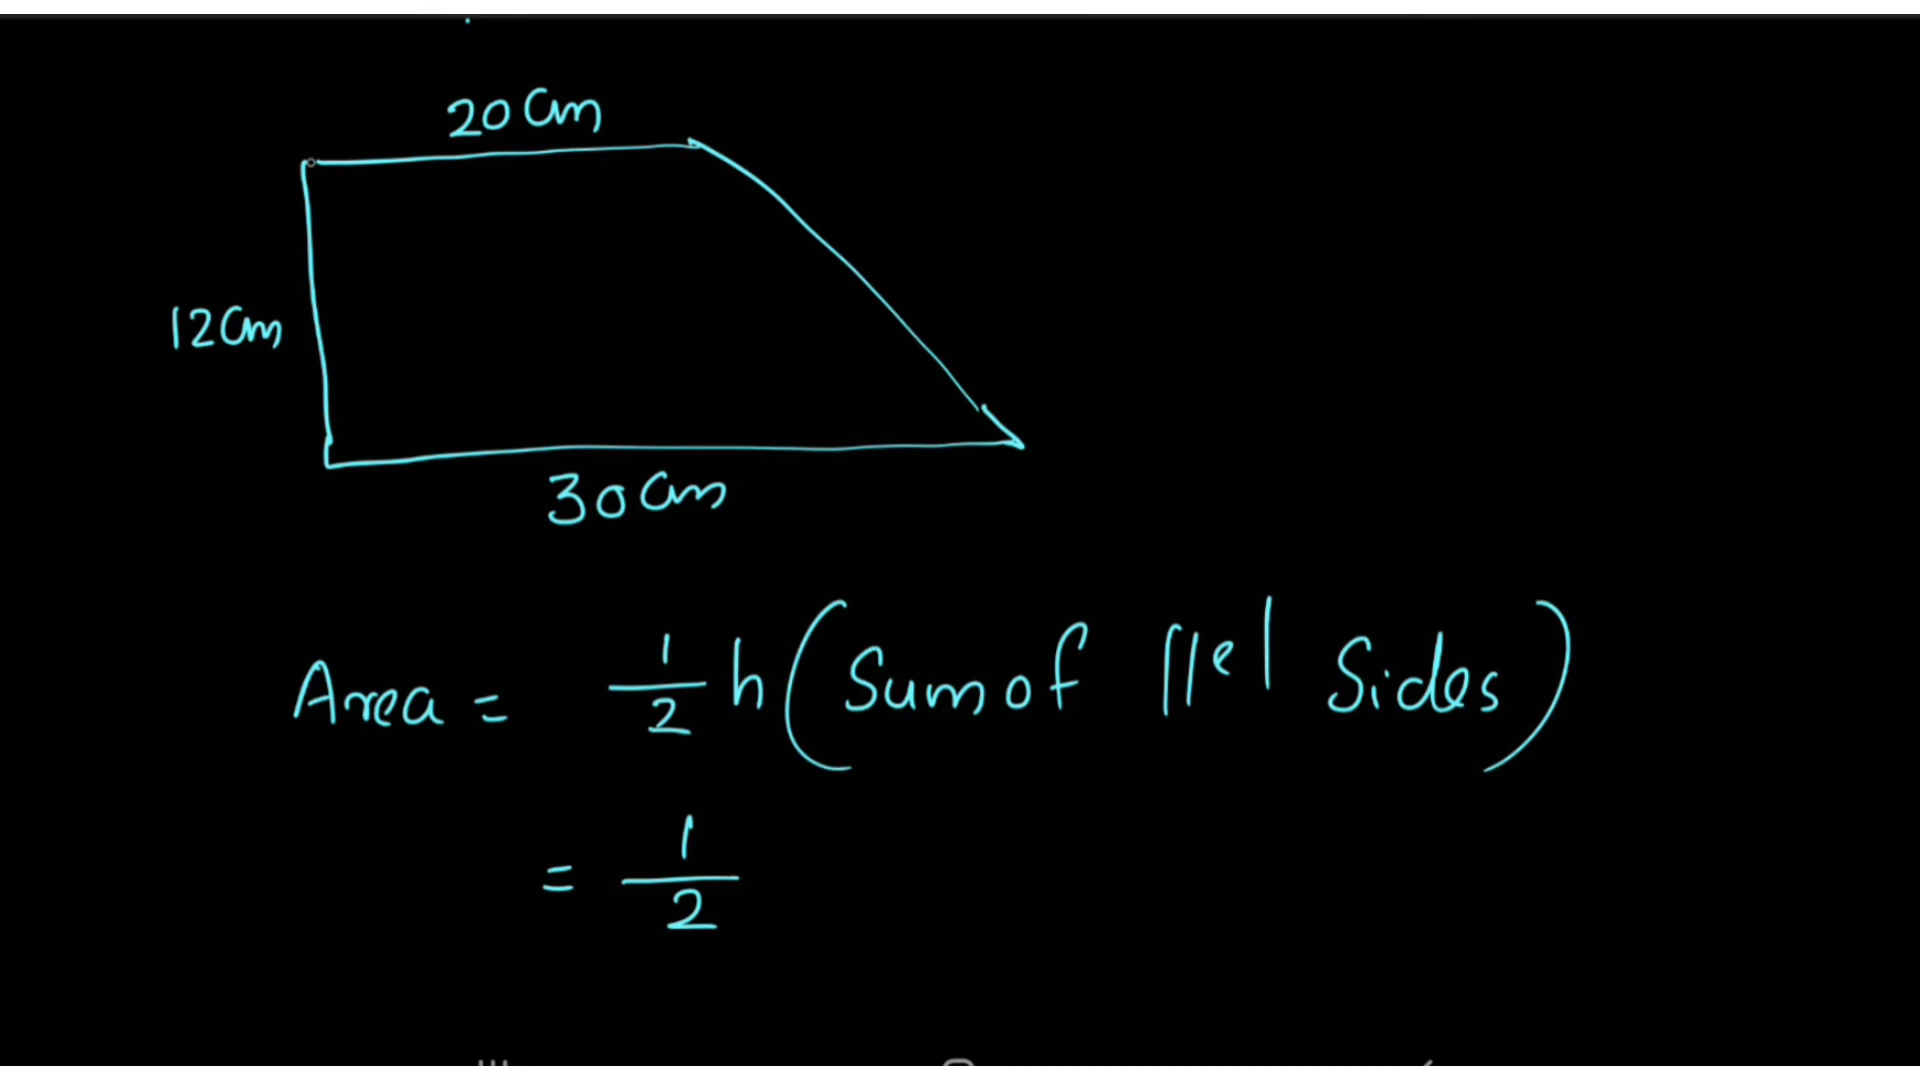 20 Cm
12 Cm
30 Cm
Area = 1/2 h (Sum of ||el Sides)
= 1/2